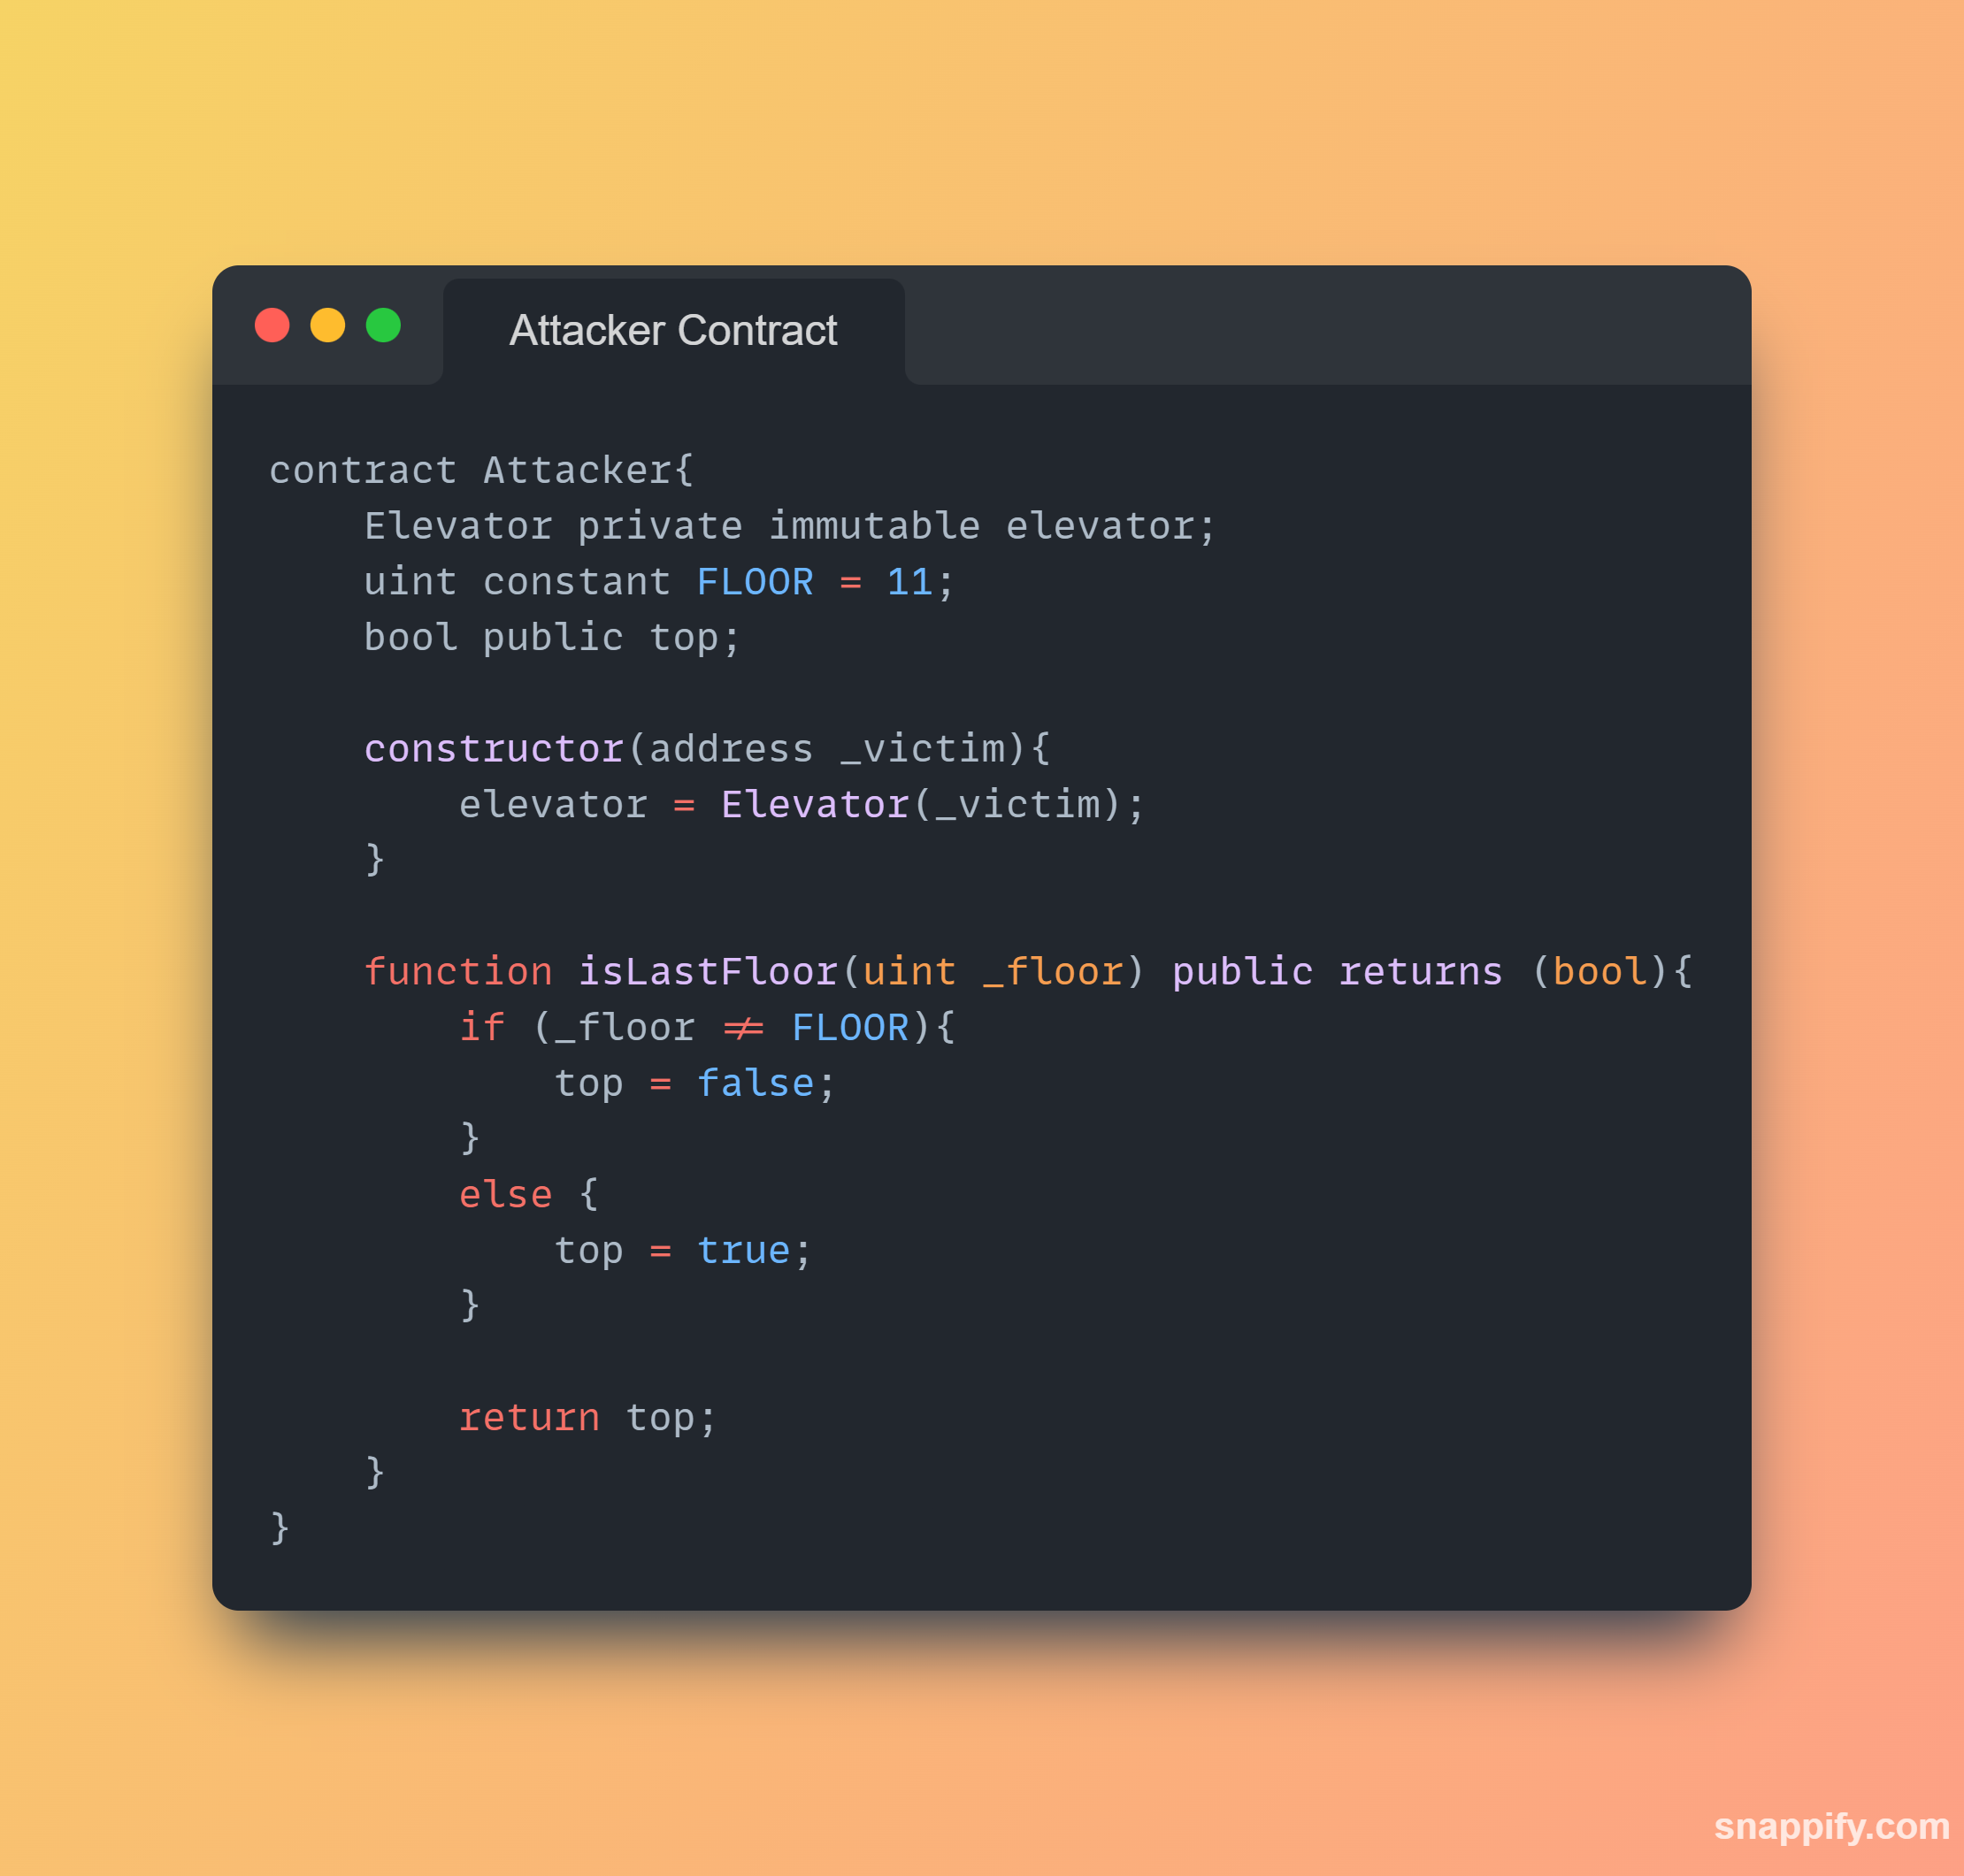 Attacker Contract
contract Attacker{
    Elevator private immutable elevator;
    uint constant FLOOR = 11;
    bool public top;

    constructor(address _victim){
        elevator = Elevator(_victim);
    }

    function isLastFloor(uint _floor) public returns (bool){
        if (_floor != FLOOR){
            top = false;
        }
        else {
            top = true;
        }

        return top;
    }
}
snappify.com